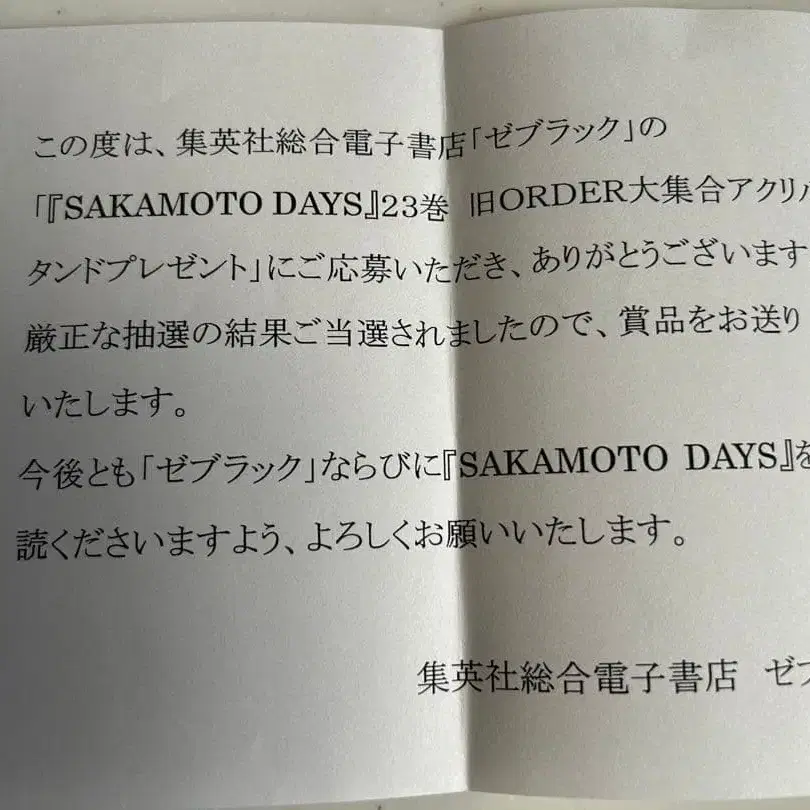 この度は、集英社総合電子書店「ゼブラック」の
「『SAKAMOTO DAYS』23巻 旧ORDER大集合アクリル
タンドプレゼント」にご応募いただき、ありがとうございます
厳正な抽選の結果ご当選されましたので、賞品をお送り
いたします。
今後とも「ゼブラック」ならびに『SAKAMOTO DAYS』を
読くださいますよう、よろしくお願いいたします。
集英社総合電子書店 ゼブ